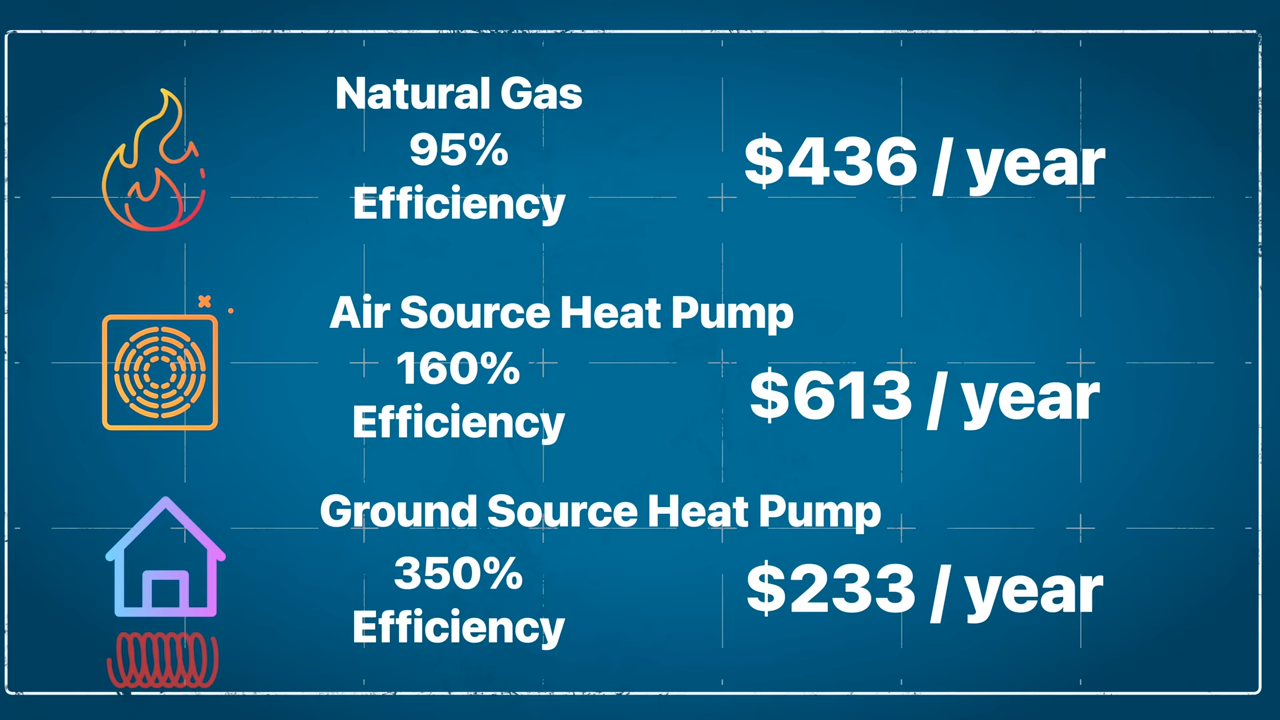 Natural Gas
95%
Efficiency
$436 / year
Air Source Heat Pump
160%
Efficiency
$613 / year
Ground Source Heat Pump
350%
Efficiency
$233 / year